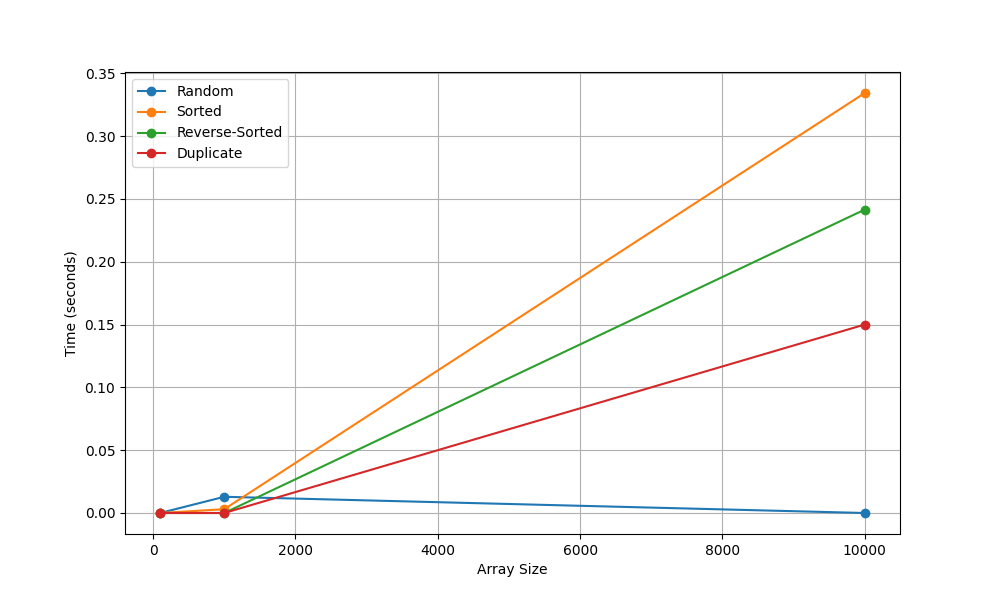 0.35
0.30
0.25
0.20
0.15
0.10
0.05
0.00
Time (seconds)
Random
Sorted
Reverse-Sorted
Duplicate
0 2000 4000 6000 8000 10000
Array Size